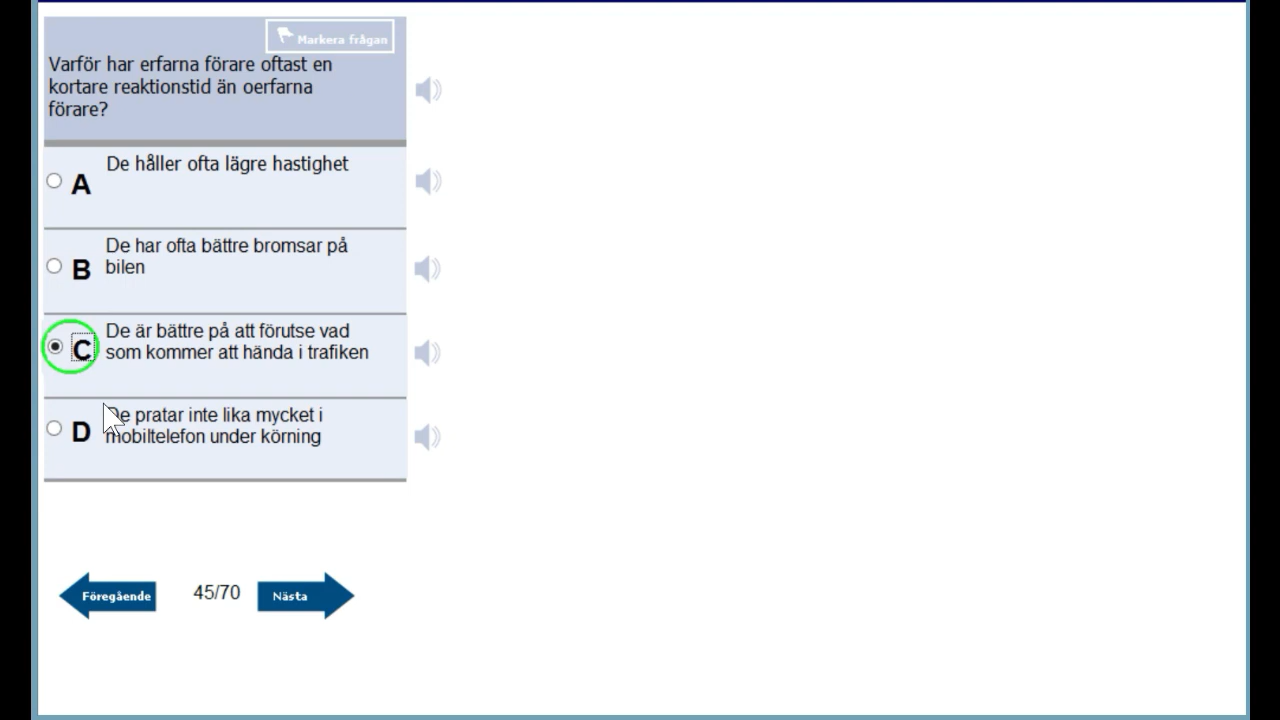 Markera frågan
Varför har erfarna förare oftast en
kortare reaktionstid än oerfarna
förare?
A
De håller ofta lägre hastighet
B
De har ofta bättre bromsar på
bilen
C
De är bättre på att förutse vad
som kommer att hända i trafiken
D
De pratar inte lika mycket i
mobiltelefon under körning
Föregående
45/70
Nästa